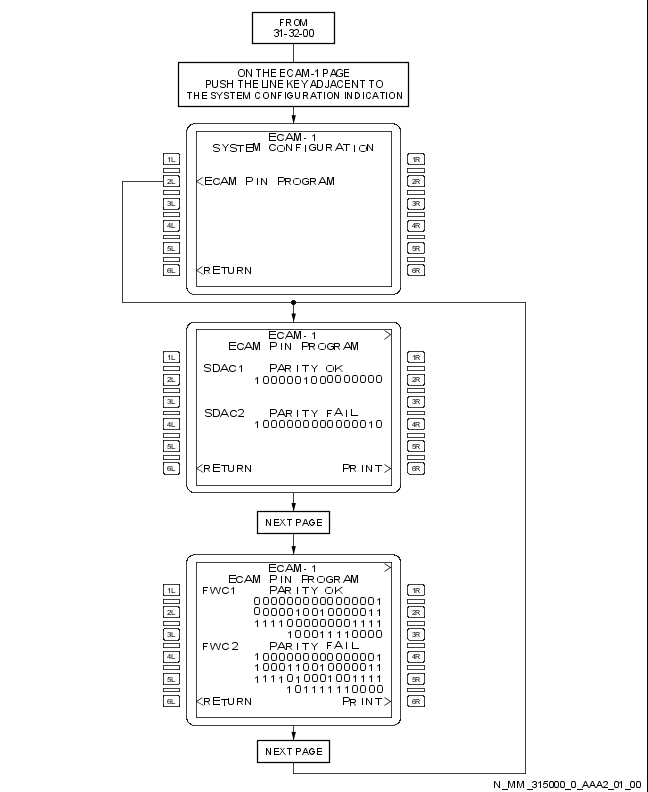 FROM
31-32-00
ON THE ECAM-1 PAGE
PUSH THE LINE KEY ADJACENT TO
THE SYSTEM CONFIGURATION INDICATION
ECAM-1
SYSTEM CONFIGURATION
1L 1R
2L <ECAM PIN PROGRAM 2R
3L 3R
4L 4R
5L 5R
6L <RETURN 6R
ECAM-1 >
ECAM PIN PROGRAM
1L SDAC1 PARITY OK 1R
2L 1000001000000000 2R
3L SDAC2 PARITY FAIL 3R
4L 1000000000000010 4R
5L 5R
6L <RETURN PRINT> 6R
NEXT PAGE
ECAM-1 >
ECAM PIN PROGRAM
1L FWC1 PARITY OK 1R
0000000000000001
2L 0000010010000011 2R
1111000000001111
3L 100011110000 3R
FWC2 PARITY FAIL
4L 1000000000000001 4R
1000110010000011
5L 1111010001001111 5R
101111110000
6L <RETURN PRINT> 6R
NEXT PAGE
N_MM_315000_0_AAA2_01_00